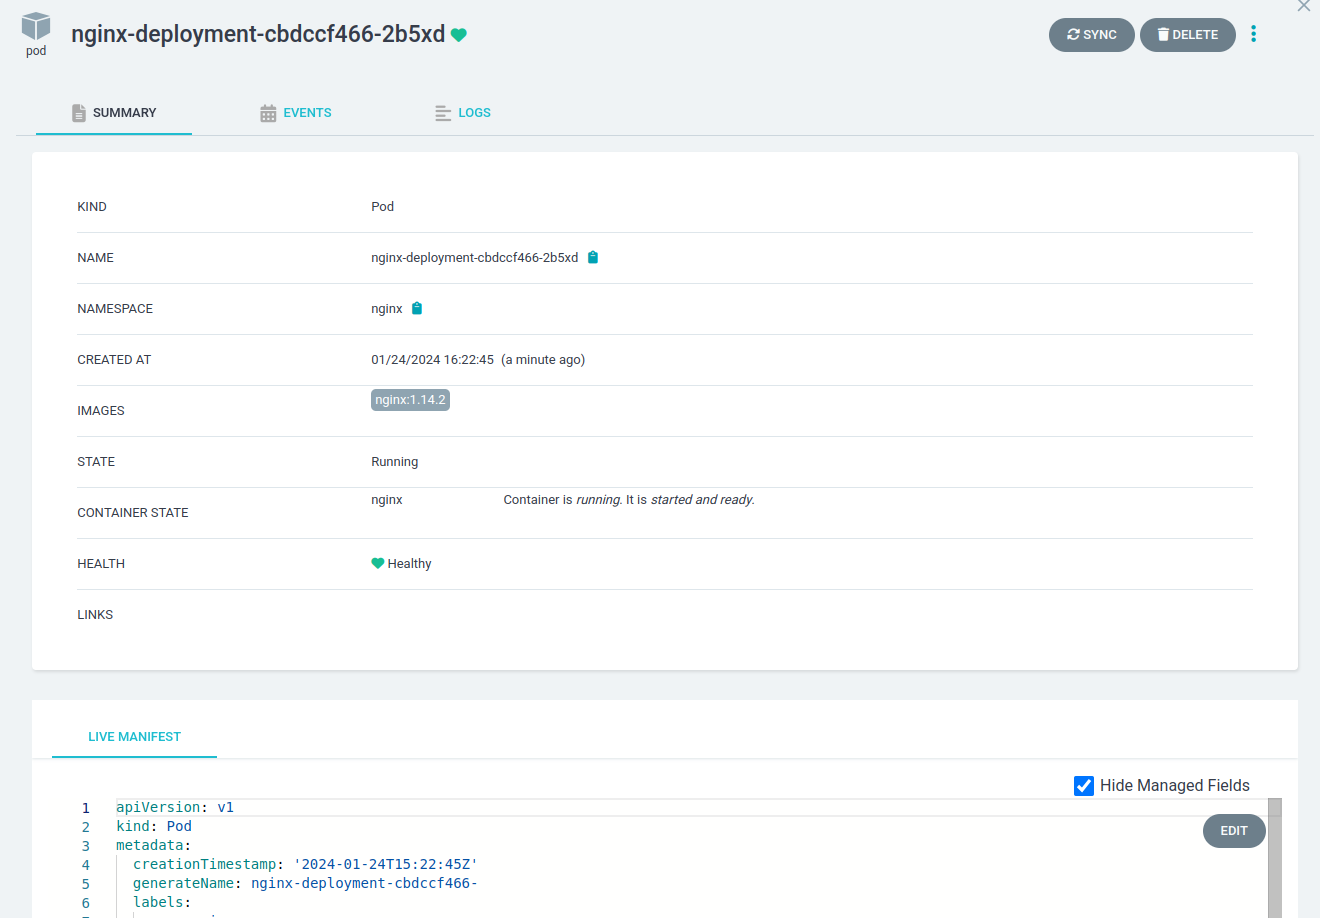 nginx-deployment-cbdccf466-2b5xd
pod
SYNC
DELETE
SUMMARY
EVENTS
LOGS
KIND Pod
NAME nginx-deployment-cbdccf466-2b5xd
NAMESPACE nginx
CREATED AT 01/24/2024 16:22:45 (a minute ago)
IMAGES nginx:1.14.2
STATE Running
CONTAINER STATE nginx Container is running. It is started and ready.
HEALTH Healthy
LINKS
LIVE MANIFEST
Hide Managed Fields
EDIT
1 apiVersion: v1
2 kind: Pod
3 metadata:
4 creationTimestamp: '2024-01-24T15:22:45Z'
5 generateName: nginx-deployment-cbdccf466-
6 labels: